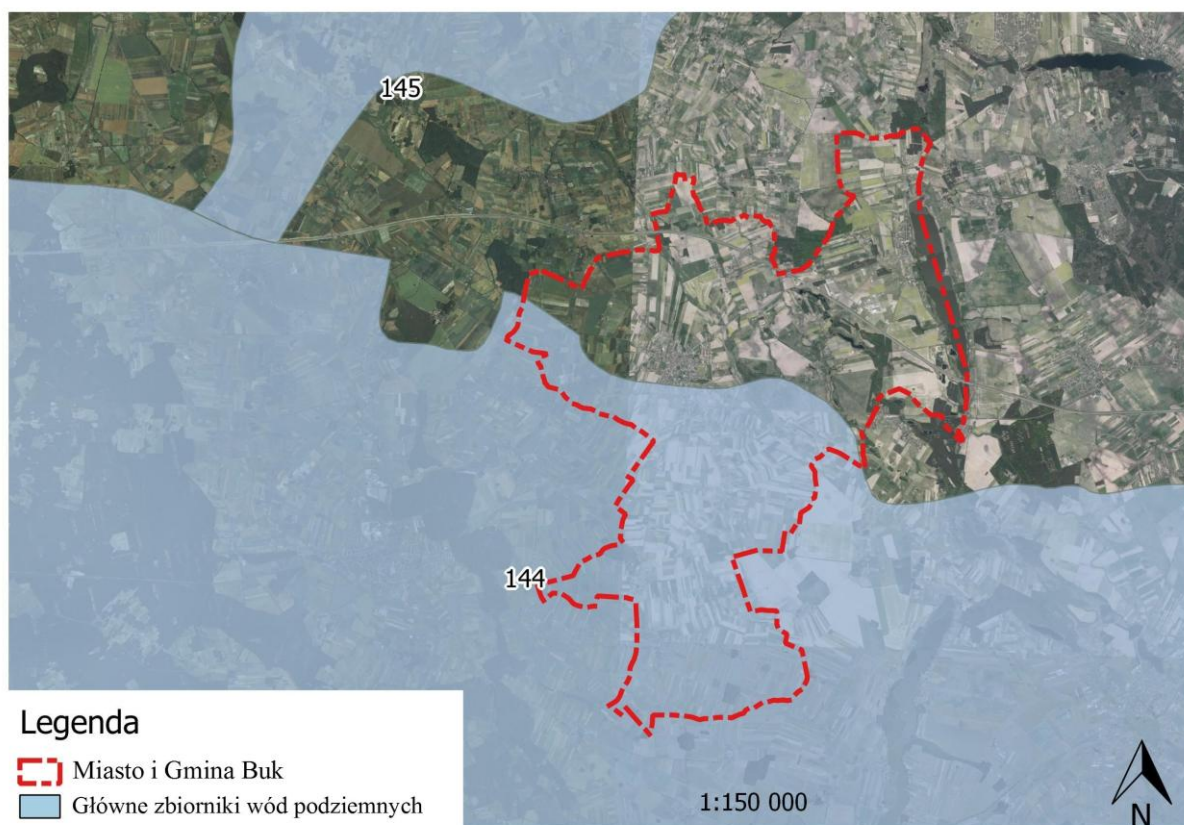 145
144
Legenda
Miasto i Gmina Buk
Główne zbiorniki wód podziemnych
1:150 000
N